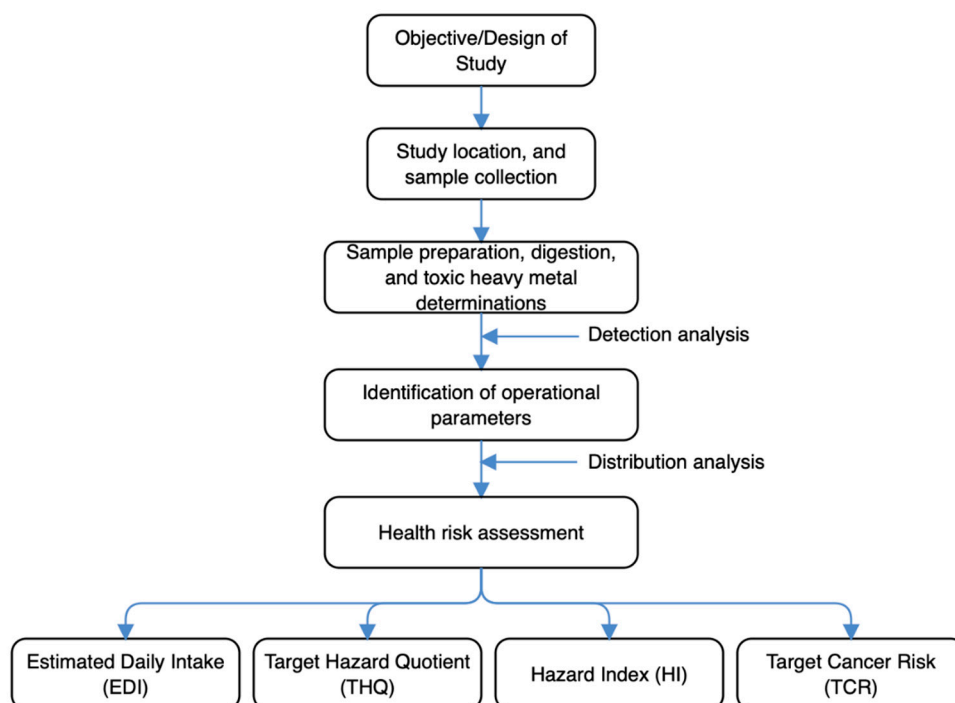 Objective/Design of
Study
Study location, and
sample collection
Sample preparation, digestion,
and toxic heavy metal
determinations
Detection analysis
Identification of operational
parameters
Distribution analysis
Health risk assessment
Estimated Daily Intake
(EDI)
Target Hazard Quotient
(THQ)
Hazard Index (HI)
Target Cancer Risk
(TCR)